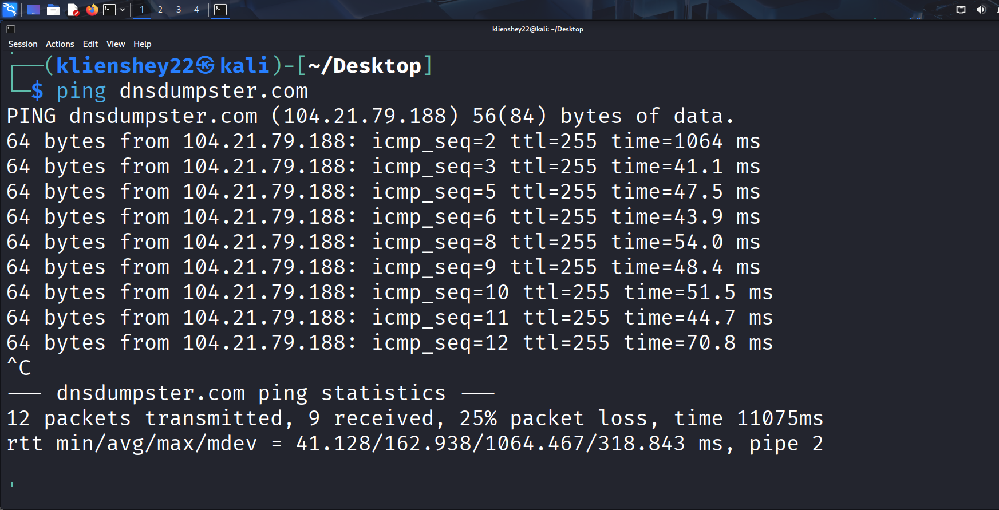 1 2 3 4
klienshey22@kali: ~/Desktop
Session Actions Edit View Help
┌──(klienshey22㉿kali)-[~/Desktop]
└─$ ping dnsdumpster.com
PING dnsdumpster.com (104.21.79.188) 56(84) bytes of data.
64 bytes from 104.21.79.188: icmp_seq=2 ttl=255 time=1064 ms
64 bytes from 104.21.79.188: icmp_seq=3 ttl=255 time=41.1 ms
64 bytes from 104.21.79.188: icmp_seq=5 ttl=255 time=47.5 ms
64 bytes from 104.21.79.188: icmp_seq=6 ttl=255 time=43.9 ms
64 bytes from 104.21.79.188: icmp_seq=8 ttl=255 time=54.0 ms
64 bytes from 104.21.79.188: icmp_seq=9 ttl=255 time=48.4 ms
64 bytes from 104.21.79.188: icmp_seq=10 ttl=255 time=51.5 ms
64 bytes from 104.21.79.188: icmp_seq=11 ttl=255 time=44.7 ms
64 bytes from 104.21.79.188: icmp_seq=12 ttl=255 time=70.8 ms
^C
--- dnsdumpster.com ping statistics ---
12 packets transmitted, 9 received, 25% packet loss, time 11075ms
rtt min/avg/max/mdev = 41.128/162.938/1064.467/318.843 ms, pipe 2